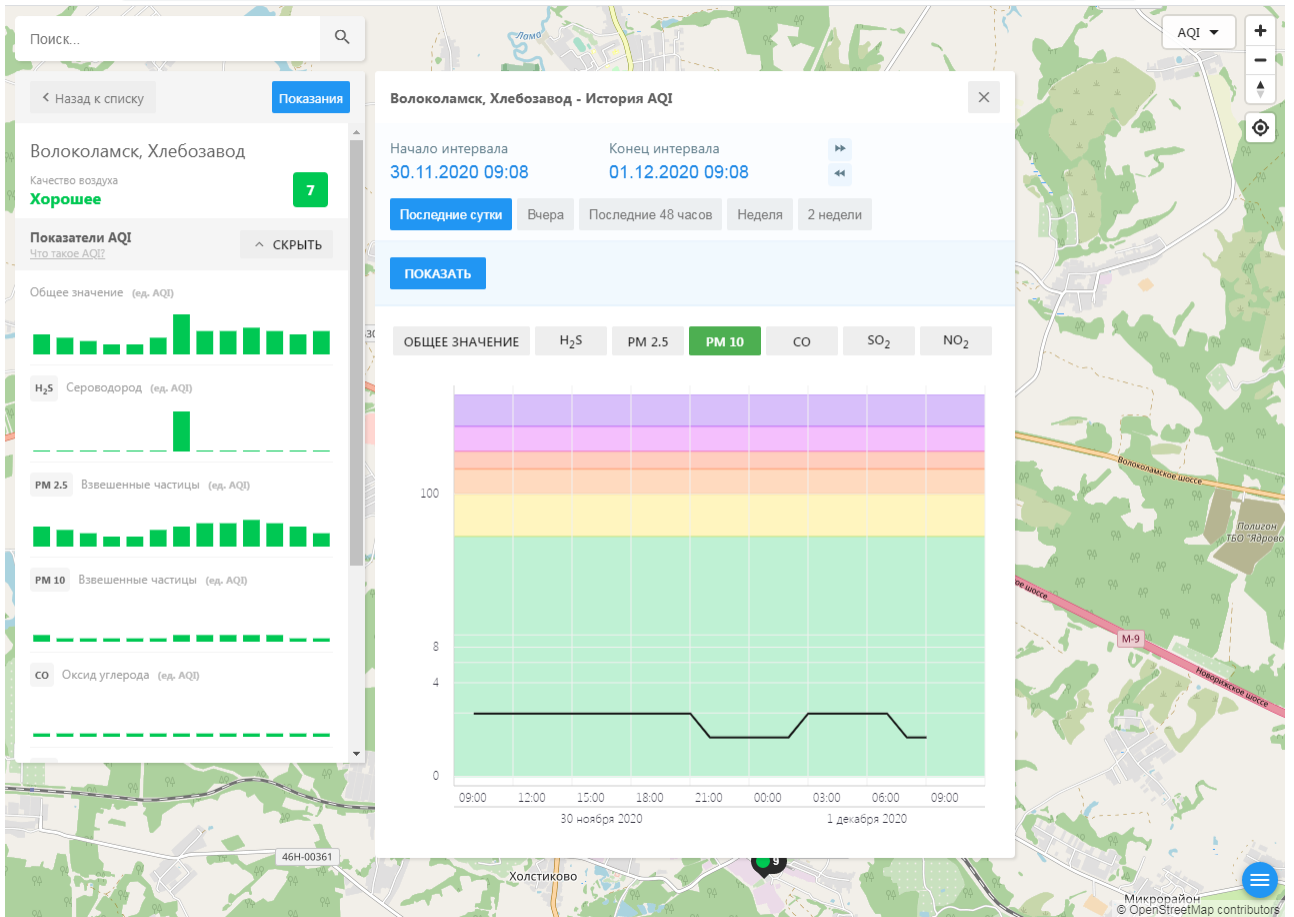 Поиск...
AQI
Ломо
Назад к списку
Показания
Волоколамск, Хлебозавод
Качество воздуха
Хорошее
7
Показатели AQI
Что такое AQI?
СКРЫТЬ
Общее значение (ед. AQI)
H2S Сероводород (ед. AQI)
PM 2.5 Взвешенные частицы (ед. AQI)
PM 10 Взвешенные частицы (ед. AQI)
CO Оксид углерода (ед. AQI)
Волоколамск, Хлебозавод - История AQI
Начало интервала
Конец интервала
30.11.2020 09:08
01.12.2020 09:08
Последние сутки
Вчера
Последние 48 часов
Неделя
2 недели
ПОКАЗАТЬ
ОБЩЕЕ ЗНАЧЕНИЕ
H2S
PM 2.5
PM 10
CO
SO2
NO2
100
8
4
0
09:00 12:00 15:00 18:00 21:00 00:00 03:00 06:00 09:00
30 ноября 2020
1 декабря 2020
Волоколамское шоссе
Полигон
ТБО "Ядрово
М-9
Новорижское шоссе
46Н-00361
Холстиково
9
Микрорайон
© OpenStreetMap contributors